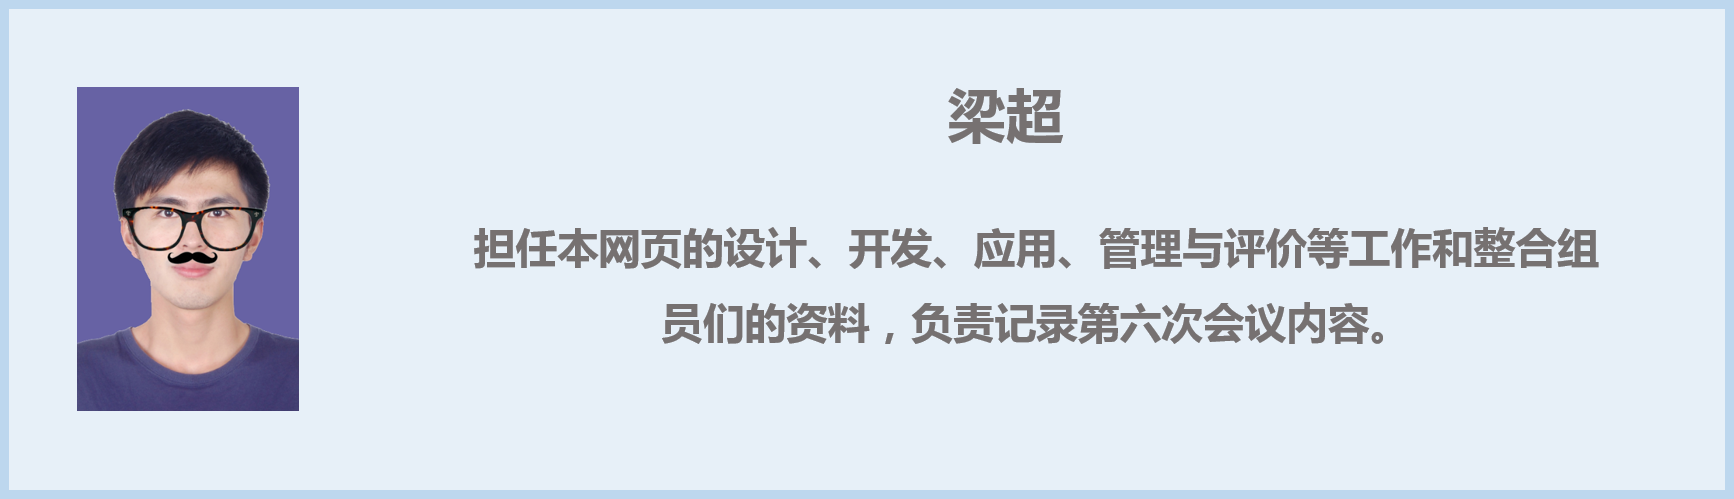 梁超
担任本网页的设计、开发、应用、管理与评价等工作和整合组
员们的资料，负责记录第六次会议内容。